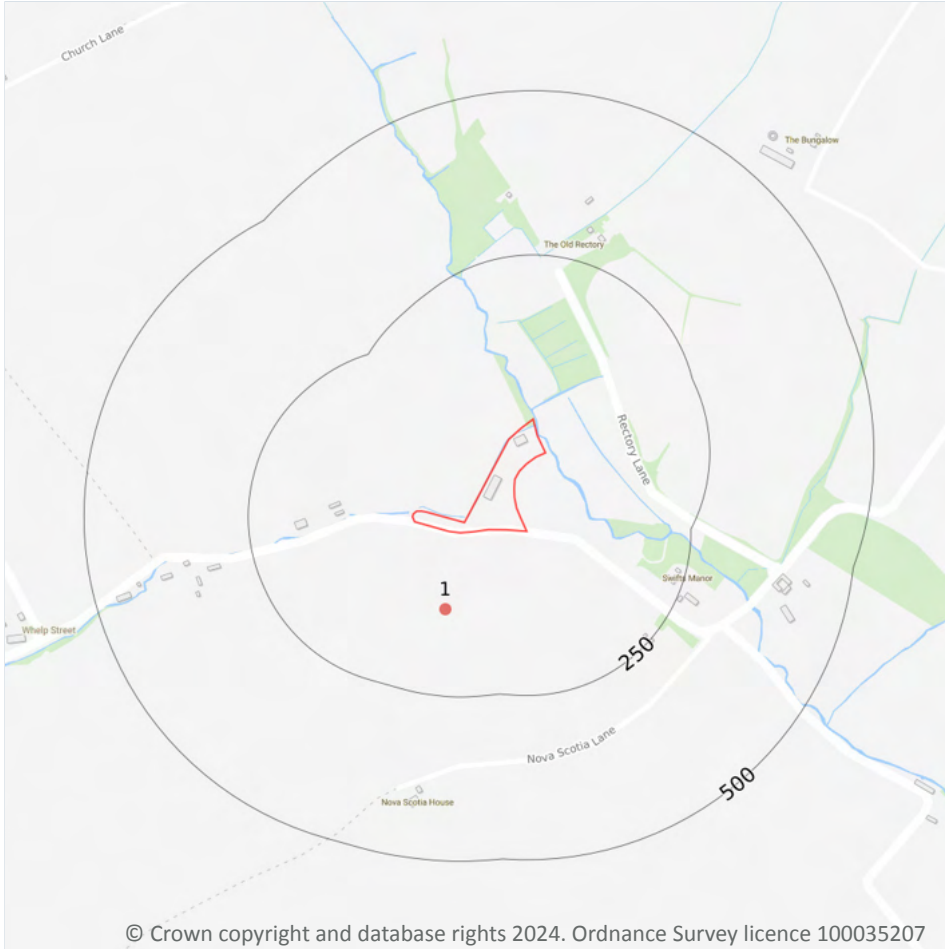 Church Lane
The Bungalow
The Old Rectory
Rectory Lane
1
Swifts Manor
Whelp Street
250
Nova Scotia Lane
500
Nova Scotia House
© Crown copyright and database rights 2024. Ordnance Survey licence 100035207